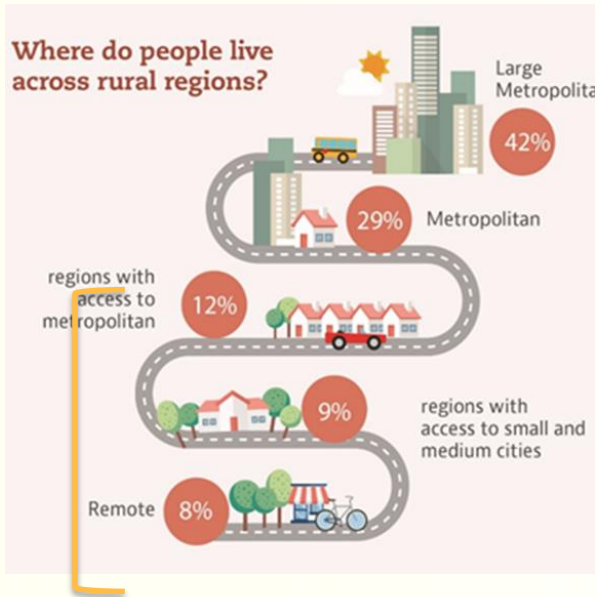 Where do people live
across rural regions?
Large
Metropolita
42%
29%
Metropolitan
regions with
access to
metropolitan
12%
9%
regions with
access to small and
medium cities
Remote
8%